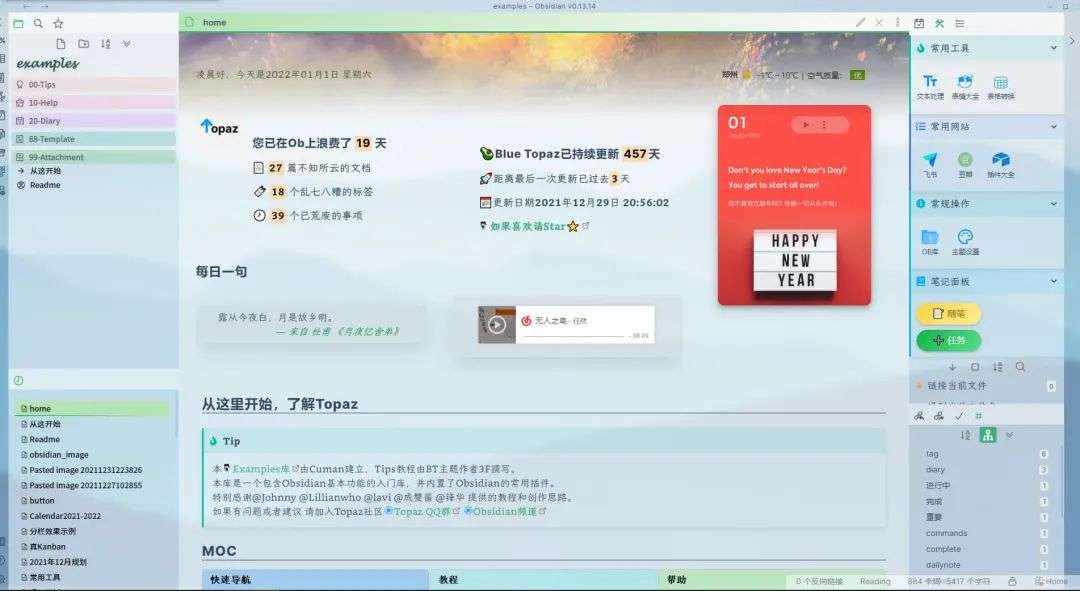 examples - Obsidian v0.13.14
home
examples
00-Tips
10-Help
20-Diary
88-Template
99-Attachment
从这开始
Readme
home
从这开始
Readme
obsidian_image
Pasted image 20211231223826
Pasted image 20211227102855
button
Calendar2021-2022
分栏效果示例
真Kanban
2021年12月规划
常用工具
凌晨好，今天是2022年01月1日 星期六
郑州 -1℃~10℃ | 空气质量： 优
Topaz
您已在Ob上浪费了 19 天
27 篇不知所云的文档
18 个乱七八糟的标签
39 个已荒废的事项
Blue Topaz已持续更新 457天
距离最后一次更新已过去3 天
更新日期2021年12月29日 20:56:02
如果喜欢请Star
01
Don't you love New Year's Day?
You get to start all over!
HAPPY
NEW
YEAR
每日一句
露从今夜白，月是故乡明。
— 来自 杜甫 《月夜忆舍弟》
无人之岛 - 任然
- 00:00
从这里开始，了解Topaz
Tip
本Examples库由Cuman建立，Tips教程由BT主题作者3F撰写。
本库是一个包含Obsidian基本功能的入门库，并内置了Obsidian的常用插件。
特别感谢@Johnny @Lillianwho @lavi @成雙醬 @锋华 提供的教程和创作思路。
如果有问题或者建议 请加入Topaz社区Topaz QQ群 Obsidian频道
MOC
快速导航
教程
帮助
常用工具
文本处理
表编大全
表格转换
常用网站
飞书
豆瓣
插件大全
常规操作
OB库
主题设置
笔记面板
随笔
任务
链接当前文件 0
tag 6
diary 3
进行中 1
完成 1
重要 1
commands 1
complete 1
dailynote 1
0 个反向链接
Reading
5417 个字符
Home